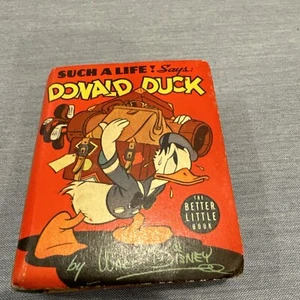 SUCH A LIFE! Says:
DONALD DUCK
THE
BETTER
LITTLE
BOOK
by WALT DISNEY